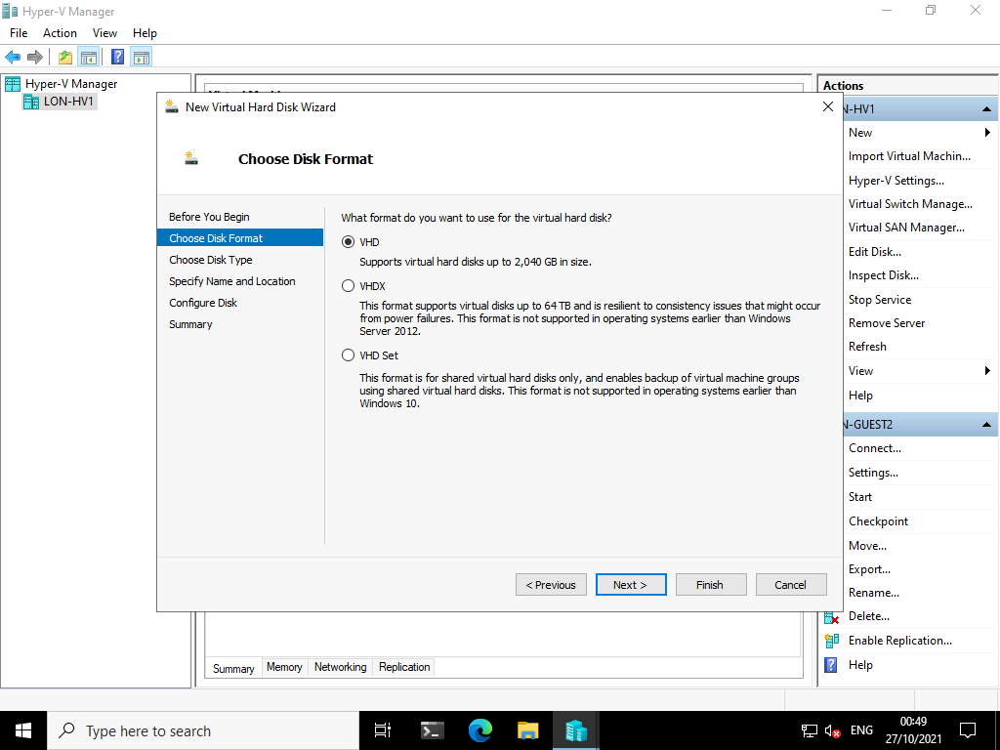 Hyper-V Manager
File Action View Help
Hyper-V Manager
LON-HV1
New Virtual Hard Disk Wizard
Choose Disk Format
Before You Begin
Choose Disk Format
Choose Disk Type
Specify Name and Location
Configure Disk
Summary
What format do you want to use for the virtual hard disk?
VHD
Supports virtual hard disks up to 2,040 GB in size.
VHDX
This format supports virtual disks up to 64 TB and is resilient to consistency issues that might occur
from power failures. This format is not supported in operating systems earlier than Windows
Server 2012.
VHD Set
This format is for shared virtual hard disks only, and enables backup of virtual machine groups
using shared virtual hard disks. This format is not supported in operating systems earlier than
Windows 10.
< Previous
Next >
Finish
Cancel
Summary Memory Networking Replication
Actions
N-HV1
New
Import Virtual Machin...
Hyper-V Settings...
Virtual Switch Manage...
Virtual SAN Manager...
Edit Disk...
Inspect Disk...
Stop Service
Remove Server
Refresh
View
Help
N-GUEST2
Connect...
Settings...
Start
Checkpoint
Move...
Export...
Rename...
Delete...
Enable Replication...
Help
Type here to search
ENG
00:49
27/10/2021